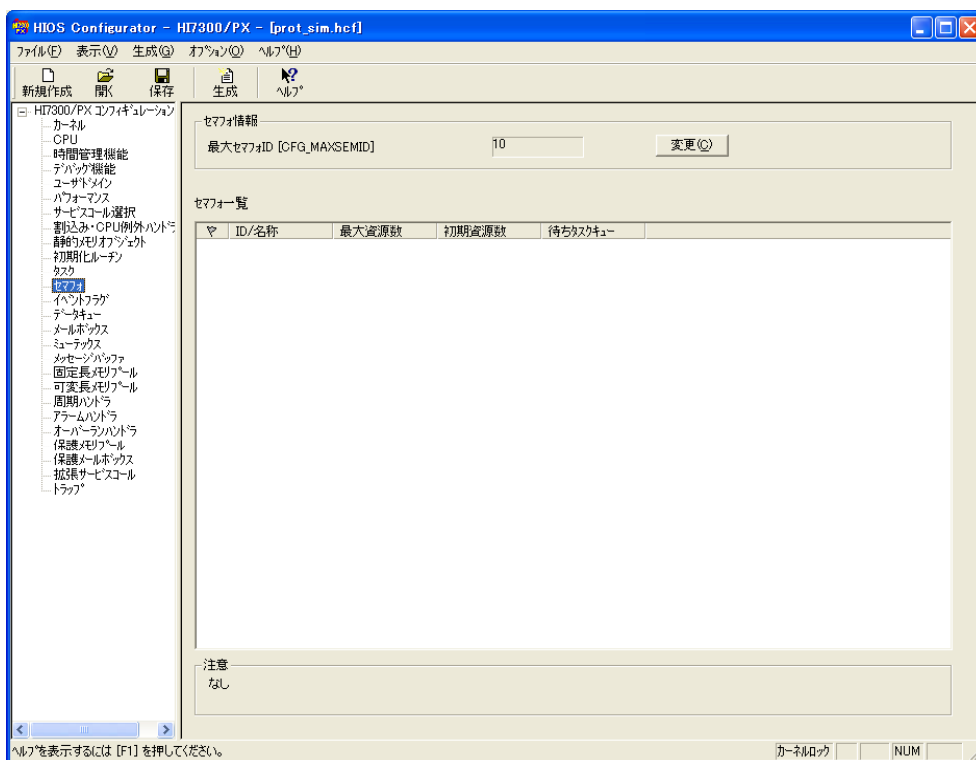 HIOS Configurator - HI7300/PX - [prot_sim.hcf]
ファイル(F) 表示(V) 生成(G) オプション(O) ヘルプ(H)
新規作成 開く 保存 生成 ヘルプ
HI7300/PX コンフィギュレーション
カーネル
CPU
時間管理機能
デバッグ機能
ユーザドメイン
パフォーマンス
サービスコール選択
割込み・CPU例外ハンドラ
静的メモリオブジェクト
初期化ルーチン
タスク
セマフォ
イベントフラグ
データキュー
メールボックス
ミューテックス
メッセージバッファ
固定長メモリプール
可変長メモリプール
周期ハンドラ
アラームハンドラ
オーバーランハンドラ
保護メモリプール
保護メールボックス
拡張サービスコール
トラップ
セマフォ情報
最大セマフォID [CFG_MAXSEMID] 10 変更(C)
セマフォ一覧
ID/名称 最大資源数 初期資源数 待ちタスクキュー
注意
なし
ヘルプを表示するには [F1] を押してください。 カーネルロック NUM